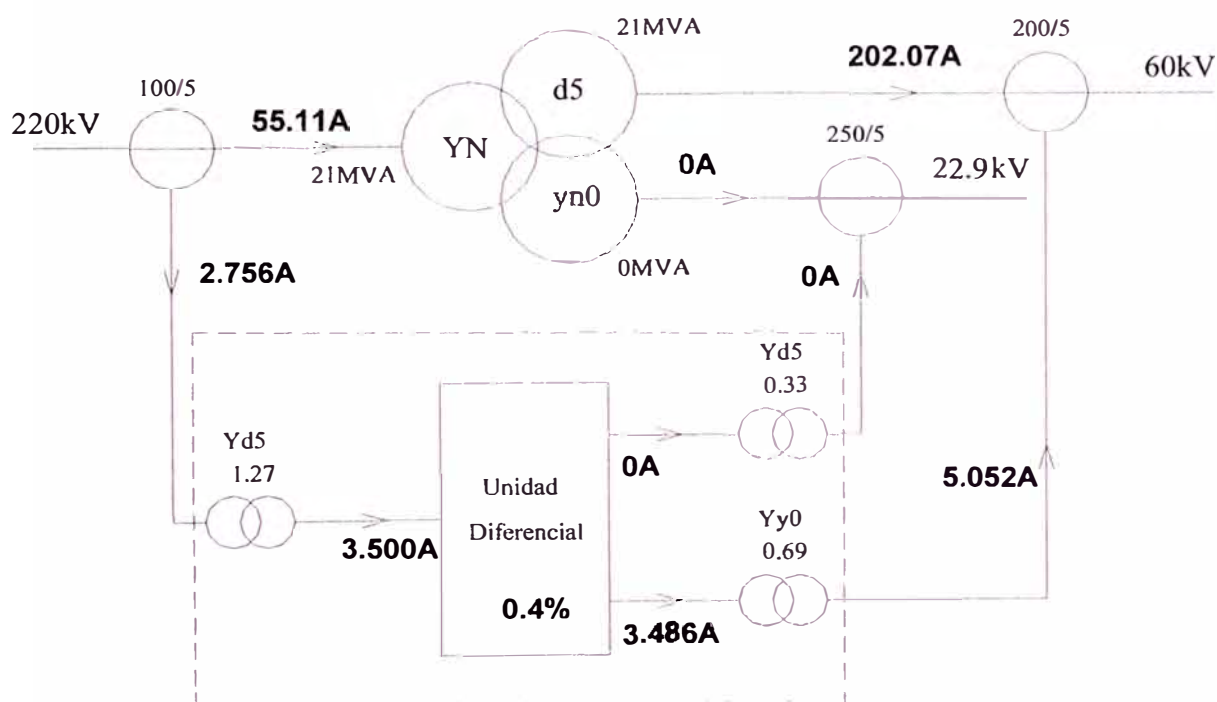 21MVA
200/5
202.07A
60kV
100/5
d5
220kV
55.11A
YN
250/5
0A
22.9kV
21MVA
yn0
0MVA
0A
2.756A
Yd5
0.33
Yd5
1.27
0A
5.052A
Unidad
Diferencial
Yy0
0.69
3.500A
0.4%
3.486A